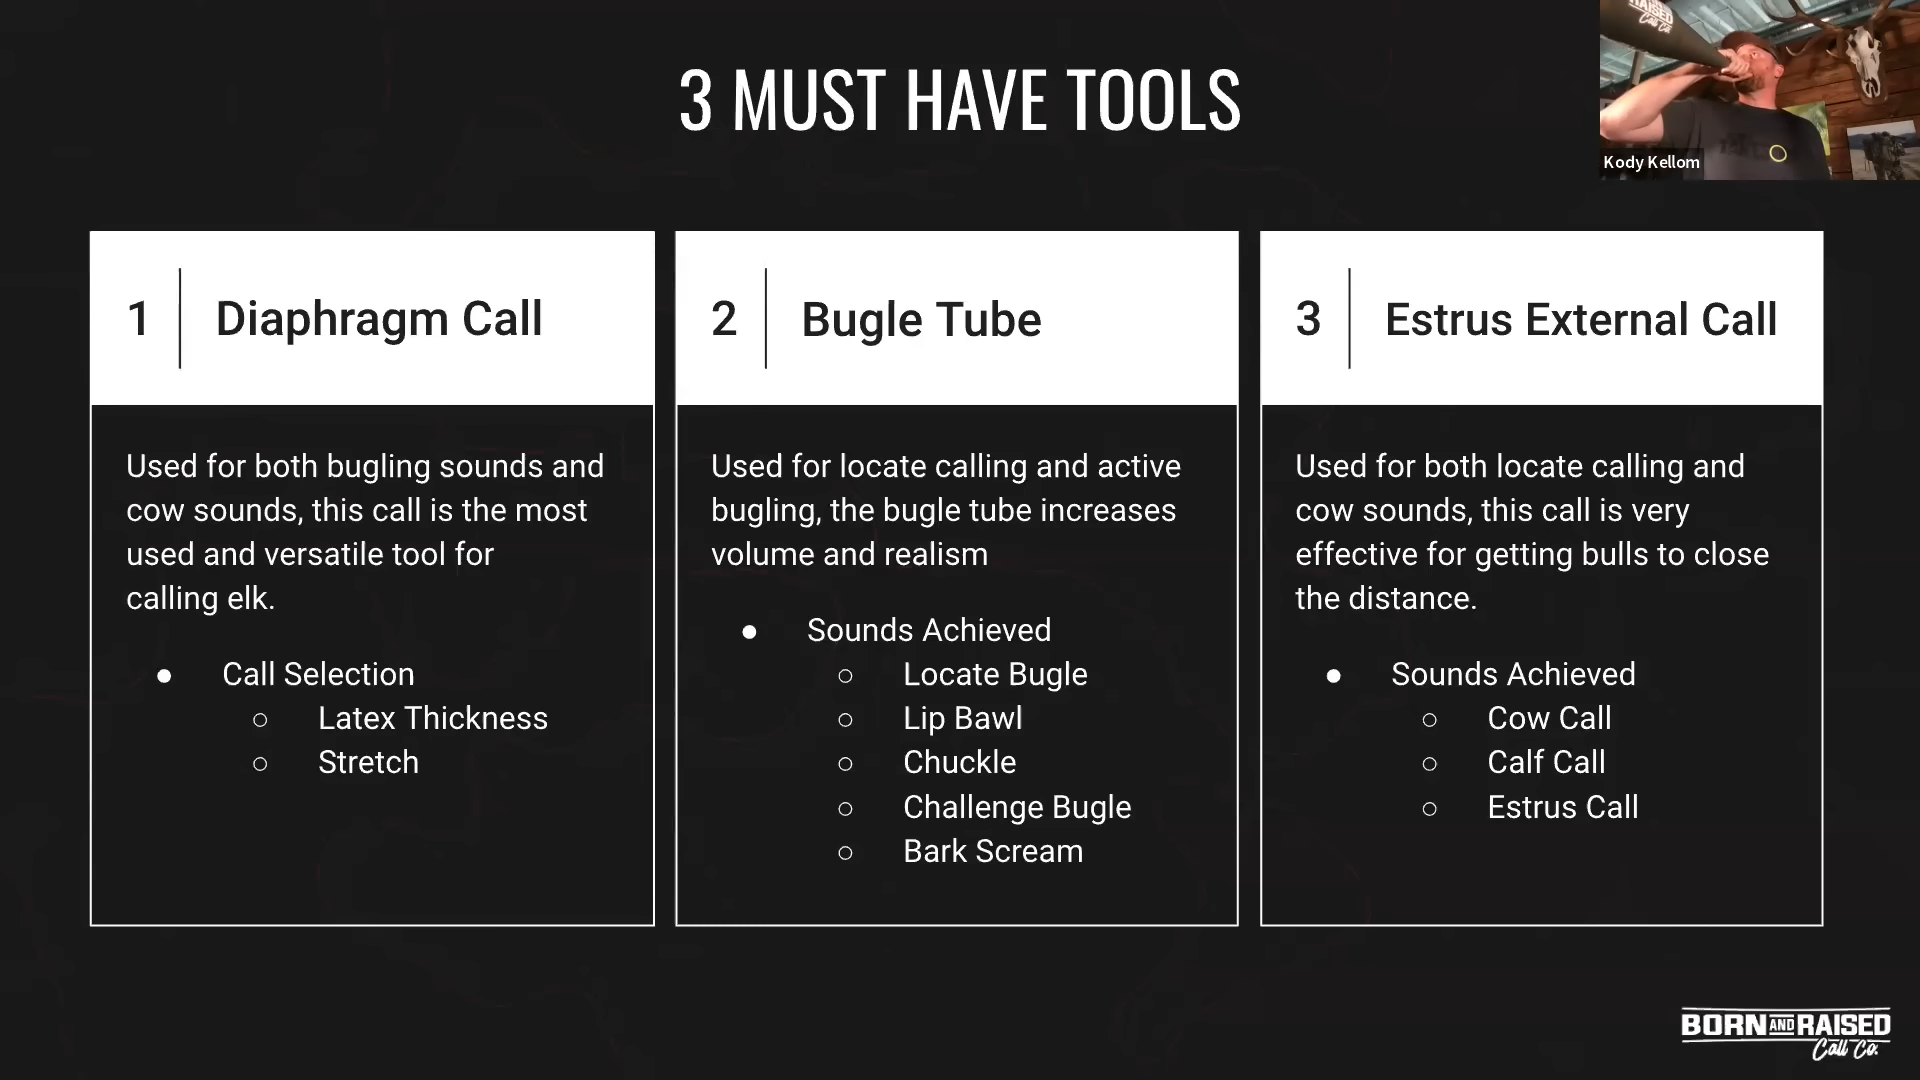 3 MUST HAVE TOOLS
RAISED
Call Co.
Kody Kellom
1
Diaphragm Call
Used for both bugling sounds and
cow sounds, this call is the most
used and versatile tool for
calling elk.
● Call Selection
○ Latex Thickness
○ Stretch
2
Bugle Tube
Used for locate calling and active
bugling, the bugle tube increases
volume and realism
● Sounds Achieved
○ Locate Bugle
○ Lip Bawl
○ Chuckle
○ Challenge Bugle
○ Bark Scream
3
Estrus External Call
Used for both locate calling and
cow sounds, this call is very
effective for getting bulls to close
the distance.
● Sounds Achieved
○ Cow Call
○ Calf Call
○ Estrus Call
BORN AND RAISED
Call Co.